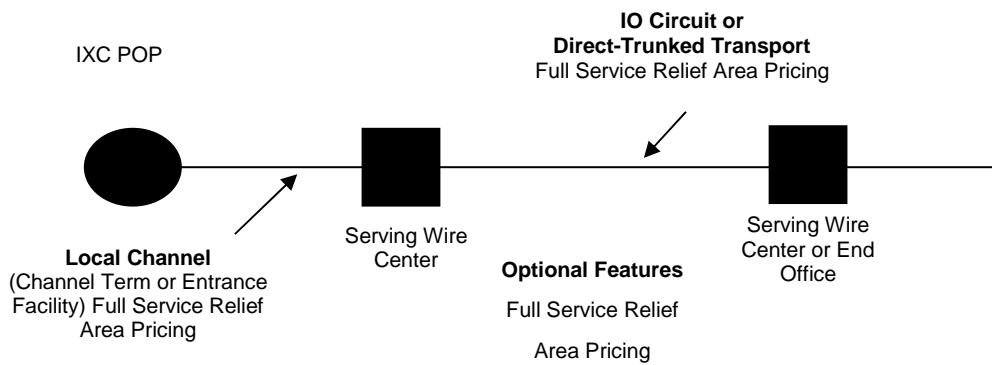 IXC POP
IO Circuit or
Direct-Trunked Transport
Full Service Relief Area Pricing
Local Channel
(Channel Term or Entrance
Facility) Full Service Relief
Area Pricing
Serving Wire
Center
Optional Features
Full Service Relief
Area Pricing
Serving Wire
Center or End
Office